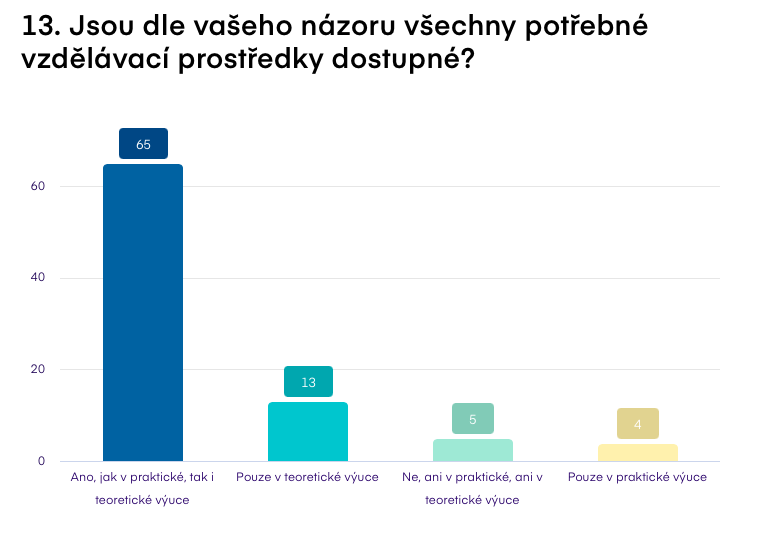 13. Jsou dle vašeho názoru všechny potřebné
vzdělávací prostředky dostupné?
65
60
40
20
13
5
4
0
Ano, jak v praktické, tak i
teoretické výuce
Pouze v teoretické výuce
Ne, ani v praktické, ani v
teoretické výuce
Pouze v praktické výuce